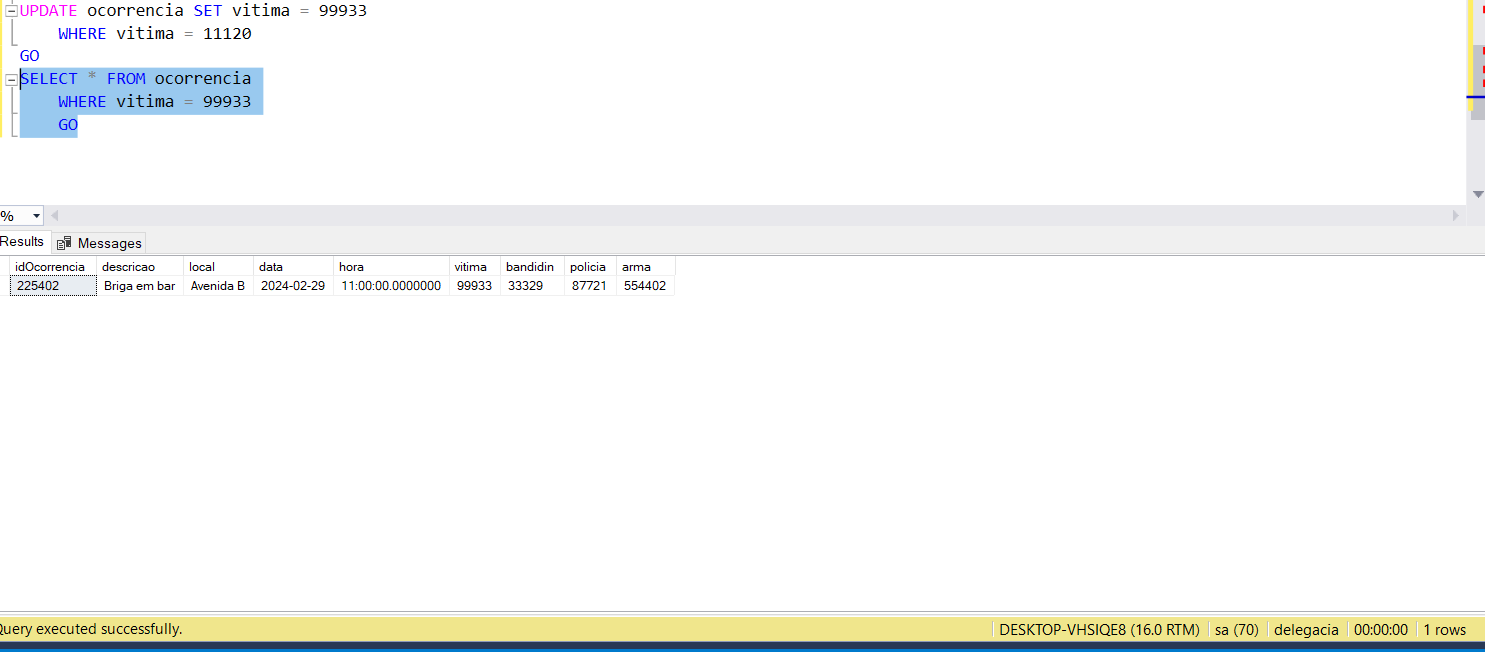 UPDATE ocorrencia SET vitima = 99933
WHERE vitima = 11120
GO
SELECT * FROM ocorrencia
WHERE vitima = 99933
GO
%
Results Messages
idOcorrencia descricao local data hora vitima bandidin policia arma
225402 Briga em bar Avenida B 2024-02-29 11:00:00.0000000 99933 33329 87721 554402
Query executed successfully. DESKTOP-VHSIQE8 (16.0 RTM) sa (70) delegacia 00:00:00 1 rows